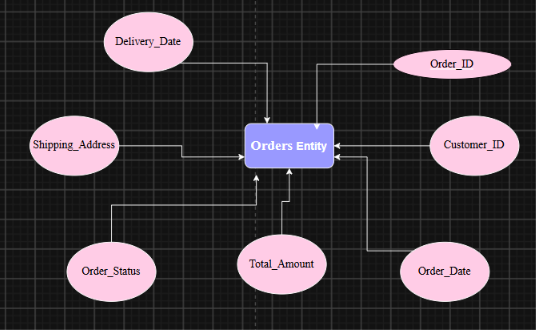 Delivery_Date
Order_ID
Shipping_Address
Orders Entity
Customer_ID
Order_Status
Total_Amount
Order_Date